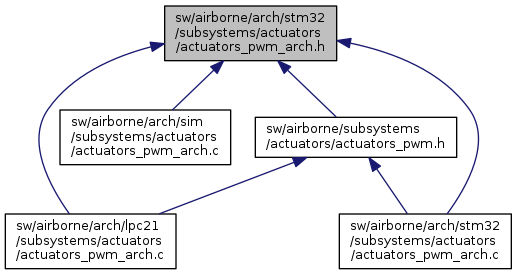 sw/airborne/arch/stm32
/subsystems/actuators
/actuators_pwm_arch.h
sw/airborne/arch/sim
/subsystems/actuators
/actuators_pwm_arch.c
sw/airborne/subsystems
/actuators/actuators_pwm.h
sw/airborne/arch/lpc21
/subsystems/actuators
/actuators_pwm_arch.c
sw/airborne/arch/stm32
/subsystems/actuators
/actuators_pwm_arch.c